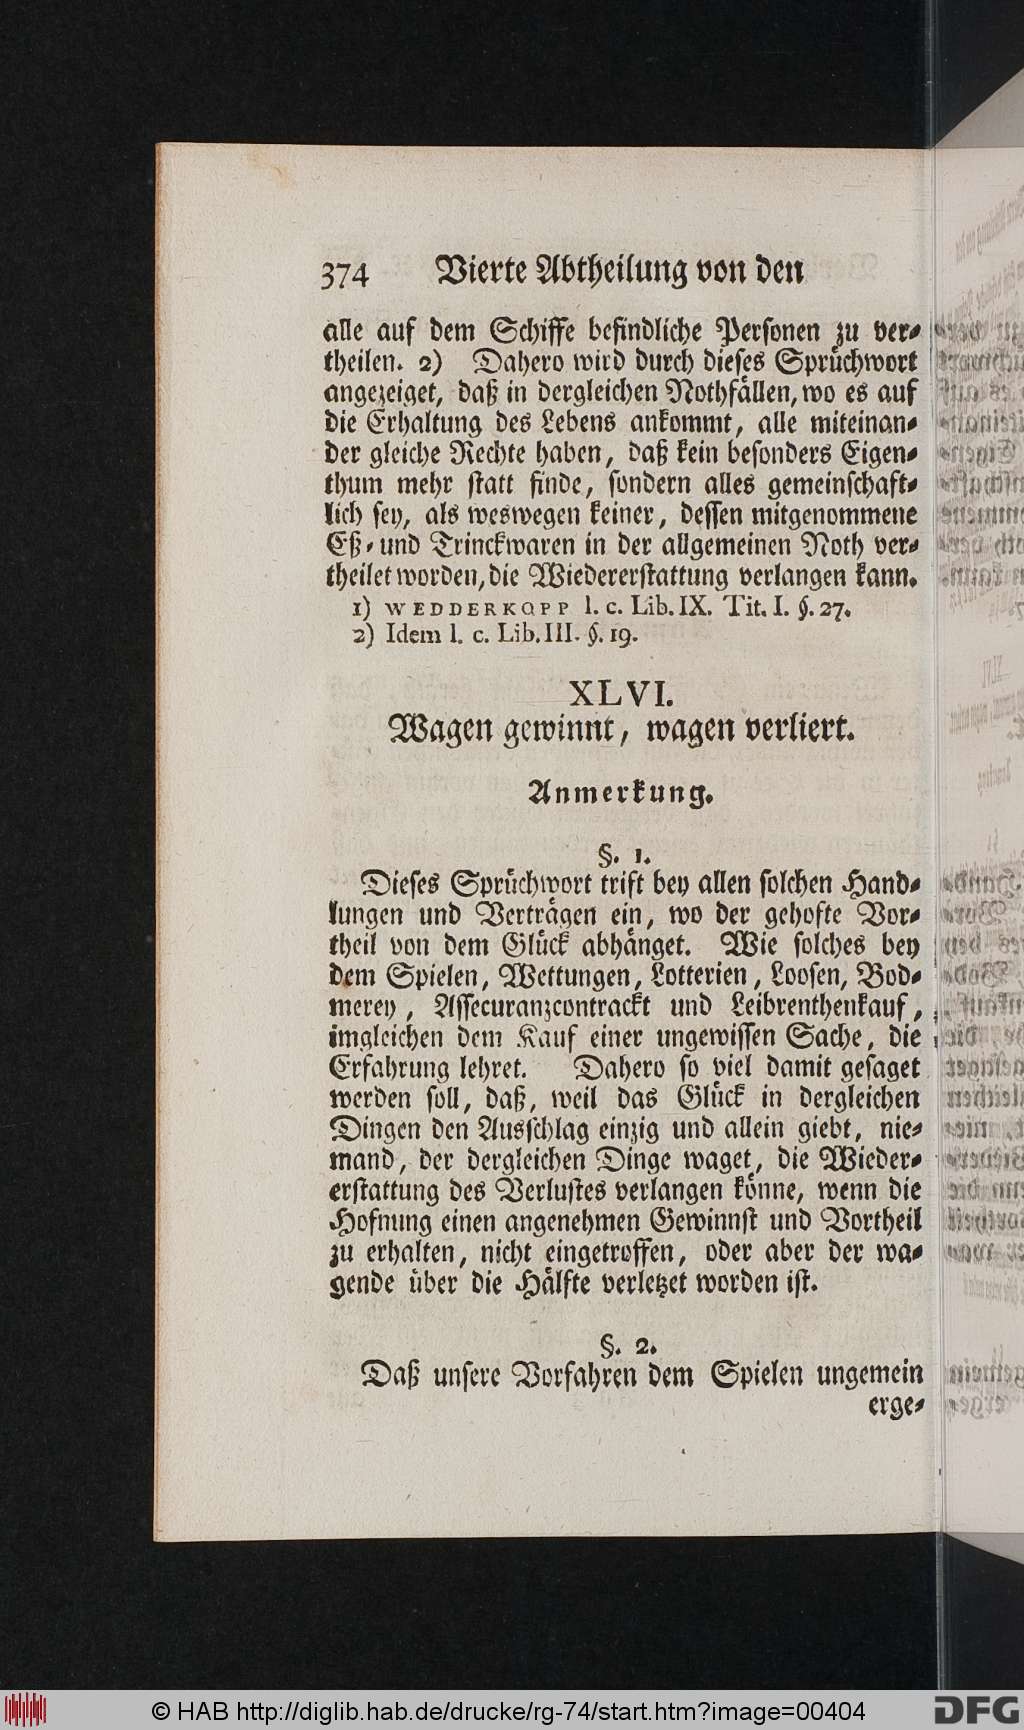 374 Vierte Abtheilung von den
alle auf dem Schiffe befindliche Personen zu ver-
theilen. 2) Dahero wird durch dieses Sprüchwort
angezeiget, daß in dergleichen Nothfällen, wo es auf
die Erhaltung des Lebens ankommt, alle miteinan-
der gleiche Rechte haben, daß kein besonders Eigen-
thum mehr statt finde, sondern alles gemeinschaft-
lich sey, als weswegen keiner, dessen mitgenommene
Eß- und Trinckwaren in der allgemeinen Noth ver-
theilet worden, die Wiedererstattung verlangen kann.
1) WEDDERKOPP l. c. Lib. IX. Tit. I. §. 27.
2) Idem l. c. Lib. III. §. 19.
XLVI.
Wagen gewinnt, wagen verliert.
Anmerkung.
§. 1.
Dieses Sprüchwort trift bey allen solchen Hand-
lungen und Verträgen ein, wo der gehofte Vor-
theil von dem Glück abhänget. Wie solches bey
dem Spielen, Wettungen, Lotterien, Loosen, Bod-
merey, Assecuranzcontrackt und Leibrenthenkauf,
imgleichen dem Kauf einer ungewissen Sache, die
Erfahrung lehret. Dahero so viel damit gesaget
werden soll, daß, weil das Glück in dergleichen
Dingen den Ausschlag einzig und allein giebt, nie-
mand, der dergleichen Dinge waget, die Wieder-
erstattung des Verlustes verlangen könne, wenn die
Hofnung einen angenehmen Gewinnst und Vortheil
zu erhalten, nicht eingetroffen, oder aber der wa-
gende über die Hälfte verletzet worden ist.
§. 2.
Daß unsere Vorfahren dem Spielen ungemein
erge-
© HAB http://diglib.hab.de/drucke/rg-74/start.htm?image=00404
DFG